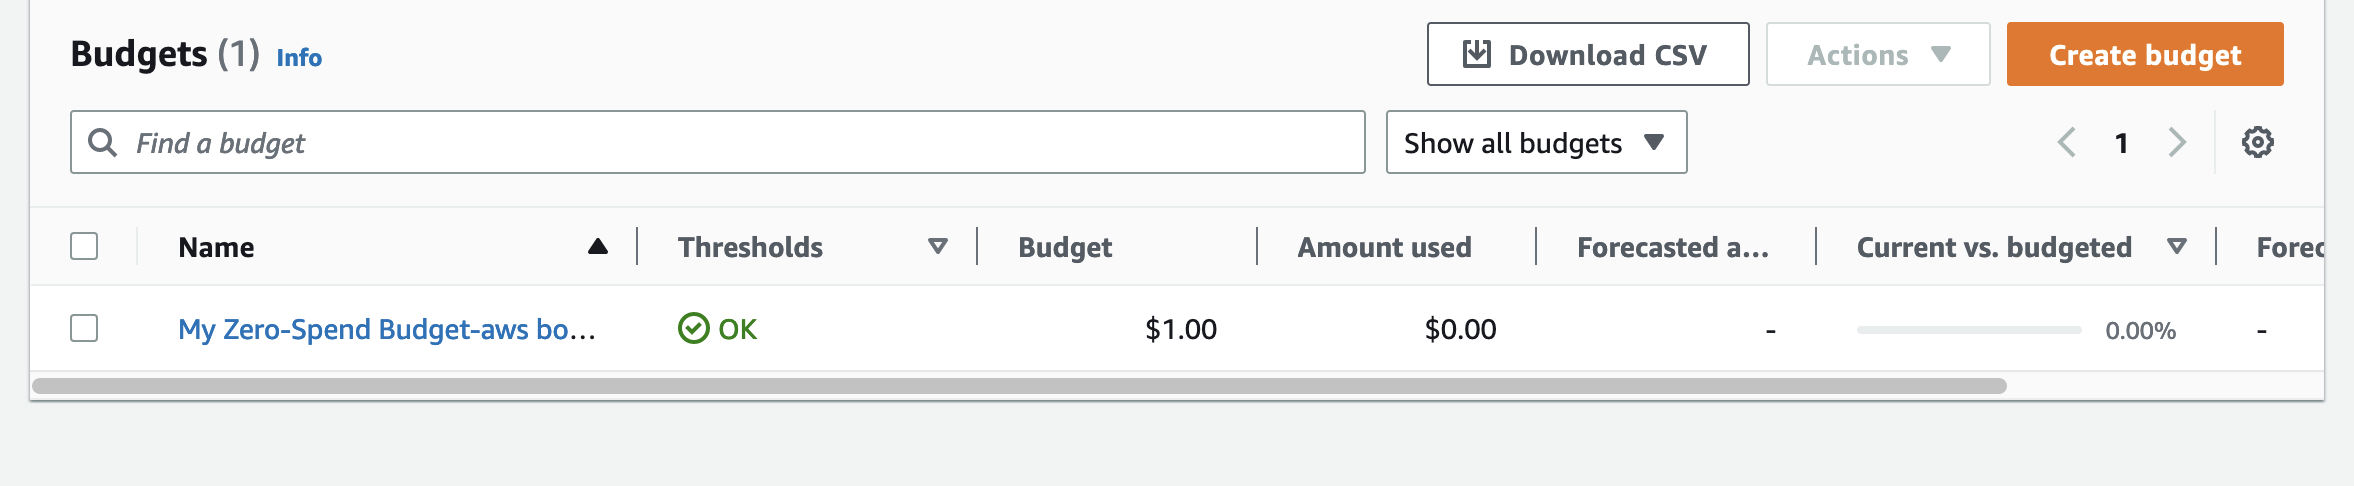 Budgets (1) Info Download CSV Actions Create budget
Find a budget Show all budgets 1
Name Thresholds Budget Amount used Forecasted a... Current vs. budgeted Forec
My Zero-Spend Budget-aws bo... OK $1.00 $0.00 - 0.00% -